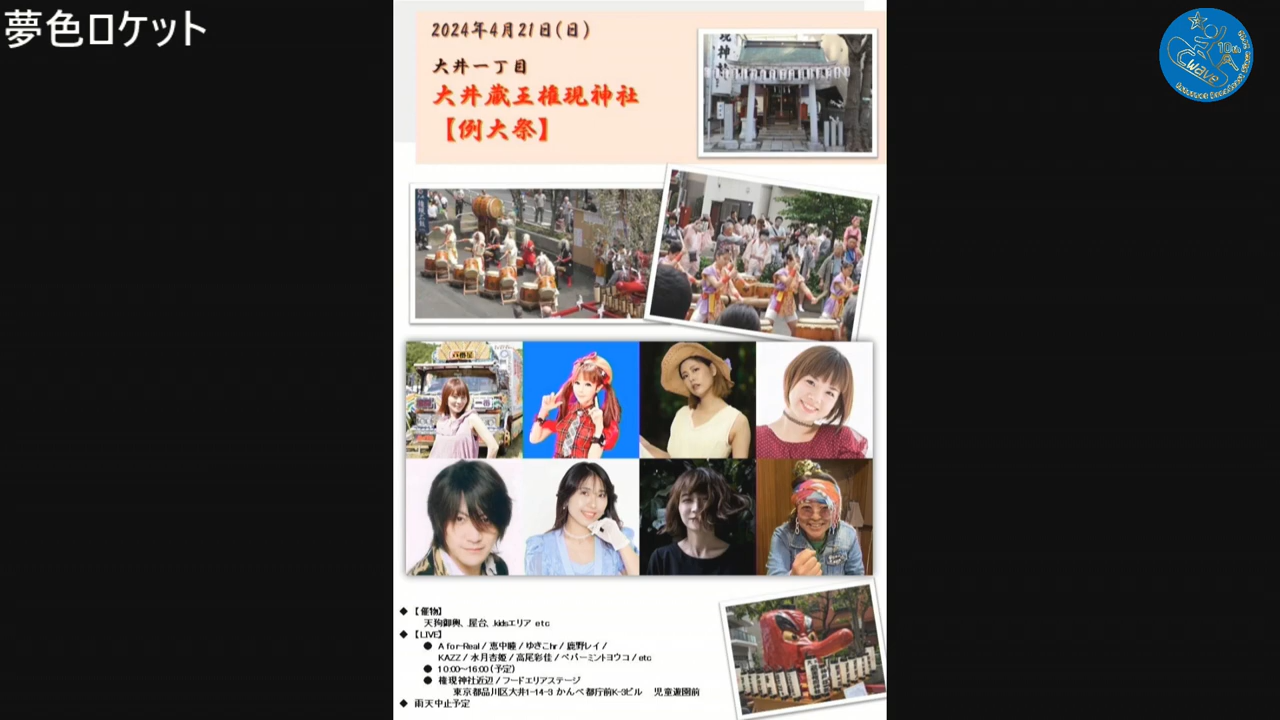 夢色ロケット
2024年4月21日(日)
大井一丁目
大井蔵王権現神社
【例大祭】
10th
Cwave
◆ 【催物】
天狗御輿、屋台、kidsエリア etc
◆ 【LIVE】
● A for-Real / 恵中瞳 / ゆきこhr / 鹿野レイ /
KAZZ / 水月杏姫 / 高尾彩佳 / ペパーミントヨウコ / etc
● 10:00～16:00(予定)
● 権現神社近辺 / フードエリアステージ
東京都品川区大井1-14-3 かんべ都庁前K-3ビル 児童遊園前
◆ 雨天中止予定